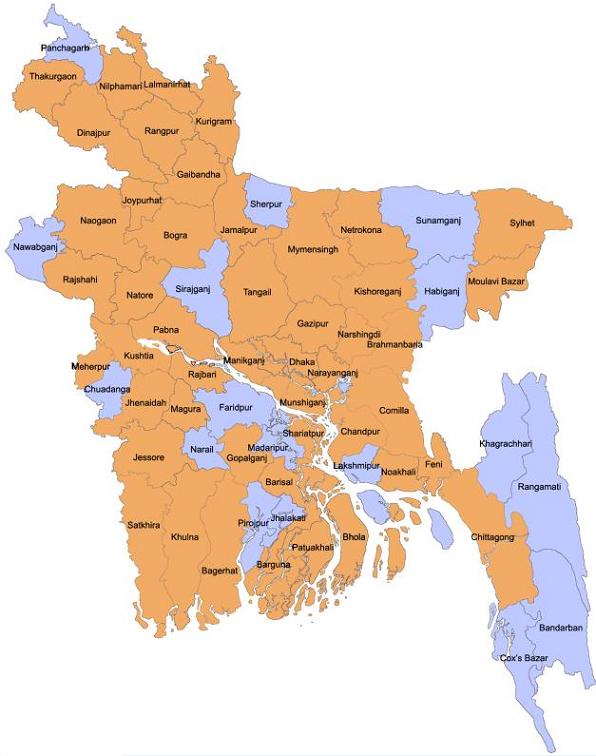 Panchagarh
Thakurgaon
Nilphamari
Lalmanirhat
Dinajpur
Rangpur
Kurigram
Gaibandha
Joypurhat
Sherpur
Naogaon
Bogra
Jamalpur
Netrokona
Sunamganj
Sylhet
Nawabganj
Mymensingh
Rajshahi
Natore
Sirajganj
Tangail
Kishoreganj
Habiganj
Moulavi Bazar
Pabna
Gazipur
Narshingdi
Brahmanbaria
Kushtia
Meherpur
Manikganj
Dhaka
Rajbari
Narayanganj
Chuadanga
Jhenaidah
Magura
Faridpur
Munshiganj
Comilla
Shariatpur
Chandpur
Khagrachhari
Narail
Madaripur
Jessore
Gopalganj
Lakshmipur
Noakhali
Feni
Barisal
Rangamati
Satkhira
Khulna
Pirojpur
Jhalakati
Patuakhali
Bhola
Chittagong
Bagerhat
Barguna
Bandarban
Cox's Bazar